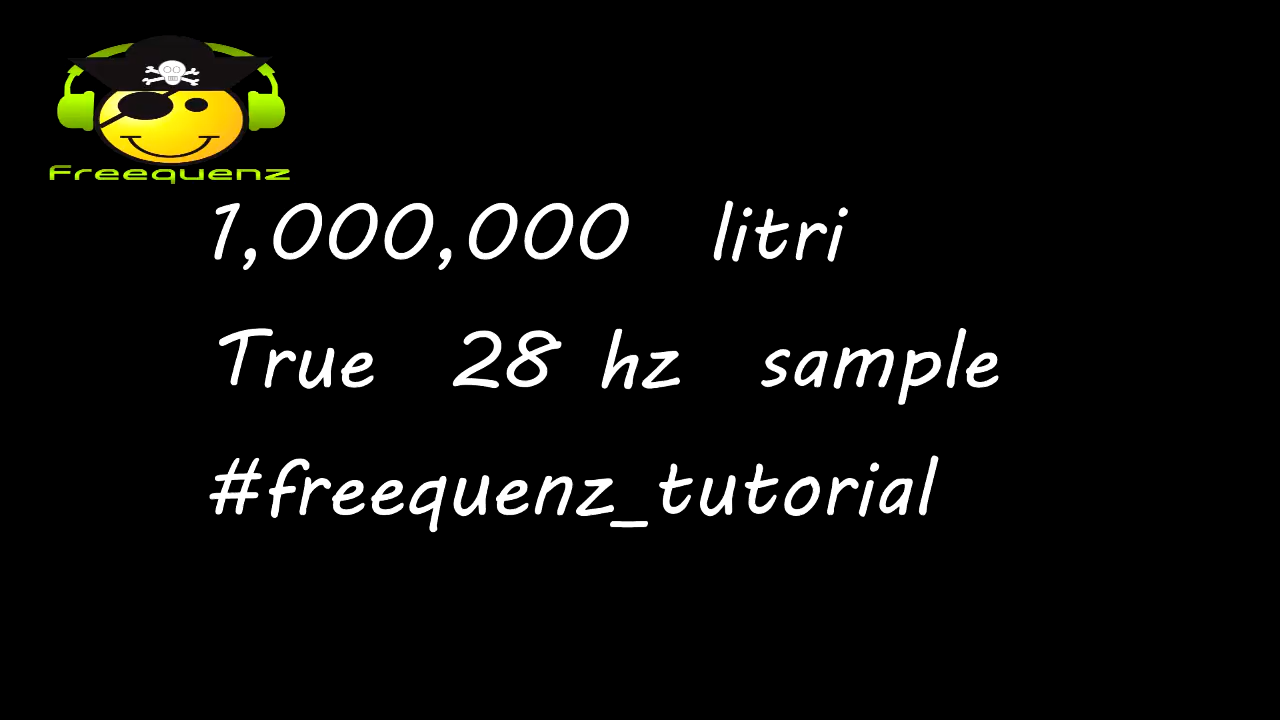 Freequenz
1,000,000 litri
True 28 hz sample
#freequenz_tutorial